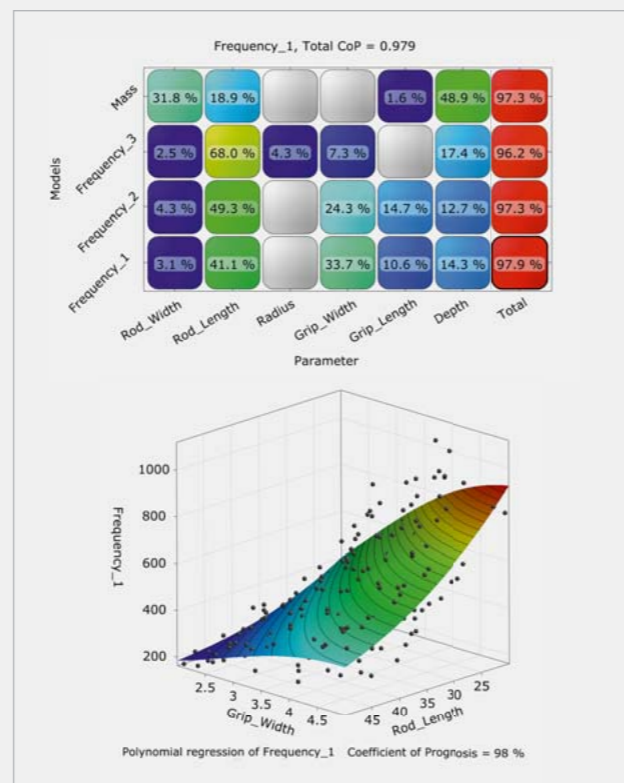 Frequency_1, Total CoP = 0.979
Models
Mass
31.8 % 18.9 % 1.6 % 48.9 % 97.3 %
Frequency_3
2.5 % 68.0 % 4.3 % 7.3 % 17.4 % 96.2 %
Frequency_2
4.3 % 49.3 % 24.3 % 14.7 % 12.7 % 97.3 %
Frequency_1
3.1 % 41.1 % 33.7 % 10.6 % 14.3 % 97.9 %
Rod_Width Rod_Length Radius Grip_Width Grip_Length Depth Total
Parameter
Frequency_1
1000
800
600
400
200
2.5 3 3.5 4 4.5
Grip_Width
45 40 35 30 25
Rod_Length
Polynomial regression of Frequency_1 Coefficient of Prognosis = 98 %